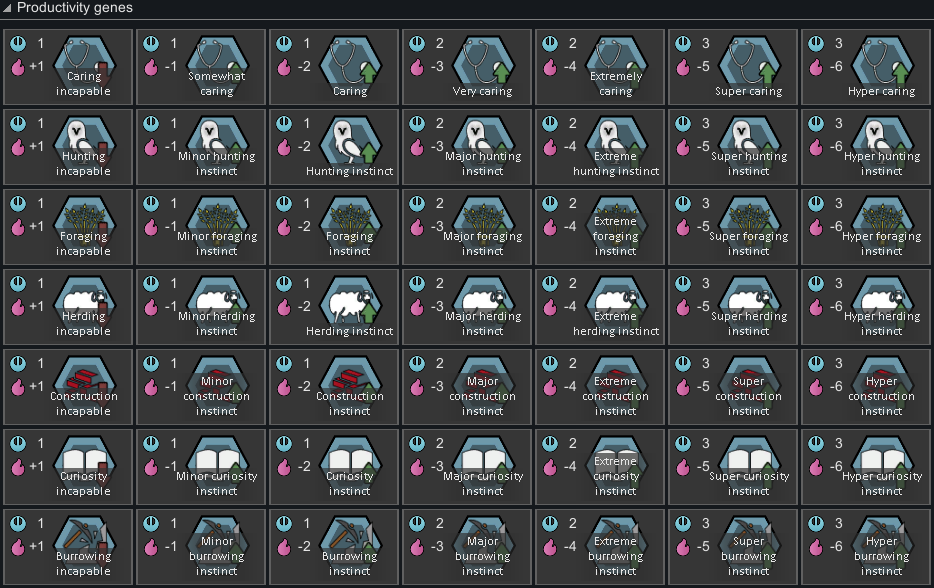 Productivity genes
1 1 1 2 2 3 3
+1 -1 -2 -3 -4 -5 -6
Caring Somewhat Caring Very caring Extremely Super caring Hyper caring
incapable caring caring
1 1 1 2 2 3 3
+1 -1 -2 -3 -4 -5 -6
Hunting Minor hunting Hunting instinct Major hunting Extreme Super hunting Hyper hunting
incapable instinct instinct hunting instinct instinct instinct
1 1 1 2 2 3 3
+1 -1 -2 -3 -4 -5 -6
Foraging Minor foraging Foraging Major foraging Extreme foraging Super foraging Hyper foraging
incapable instinct instinct instinct instinct instinct instinct
1 1 1 2 2 3 3
+1 -1 -2 -3 -4 -5 -6
Herding Minor herding Herding instinct Major herding Extreme Super herding Hyper herding
incapable instinct instinct herding instinct instinct instinct
1 1 1 2 2 3 3
+1 -1 -2 -3 -4 -5 -6
Construction Minor construction Construction Major construction Extreme construction Super construction Hyper construction
incapable instinct instinct instinct instinct instinct instinct
1 1 1 2 2 3 3
+1 -1 -2 -3 -4 -5 -6
Curiosity Minor curiosity Curiosity Major curiosity Extreme curiosity Super curiosity Hyper curiosity
incapable instinct instinct instinct instinct instinct instinct
1 1 1 2 2 3 3
+1 -1 -2 -3 -4 -5 -6
Burrowing Minor burrowing Burrowing Major burrowing Extreme burrowing Super burrowing Hyper burrowing
incapable instinct instinct instinct instinct instinct instinct